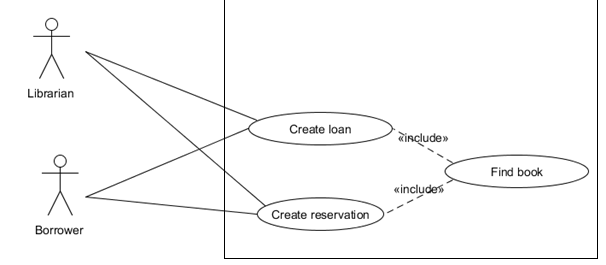 Librarian
Create loan
«include»
Find book
«include»
Create reservation
Borrower